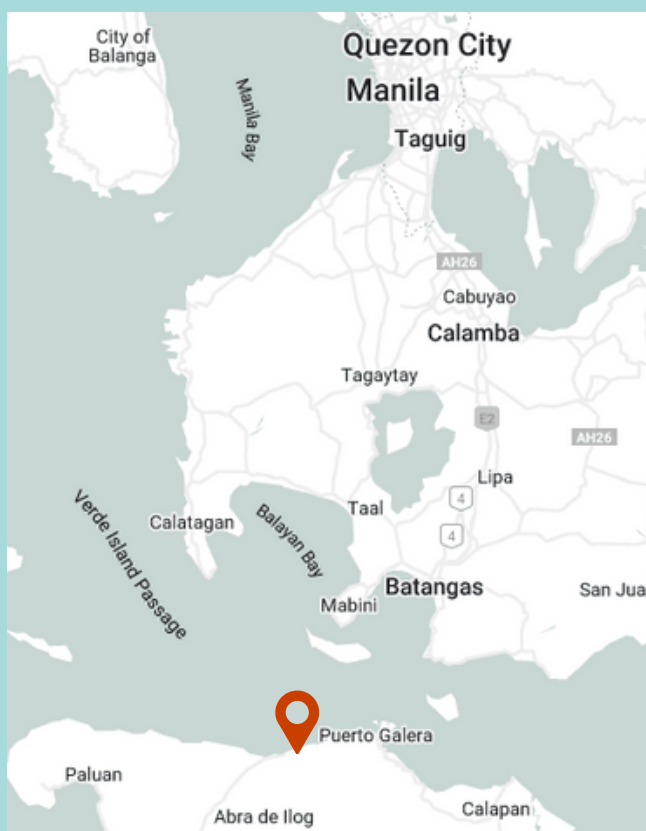 City of
Balanga
Quezon City
Manila
Manila Bay
Taguig
AH26
Cabuyao
Calamba
Tagaytay
E2
AH26
Lipa
4
Verde Island Passage
Calatagan
Balayan Bay
Taal
4
Batangas
San Jua
Mabini
Puerto Galera
Paluan
Abra de Ilog
Calapan